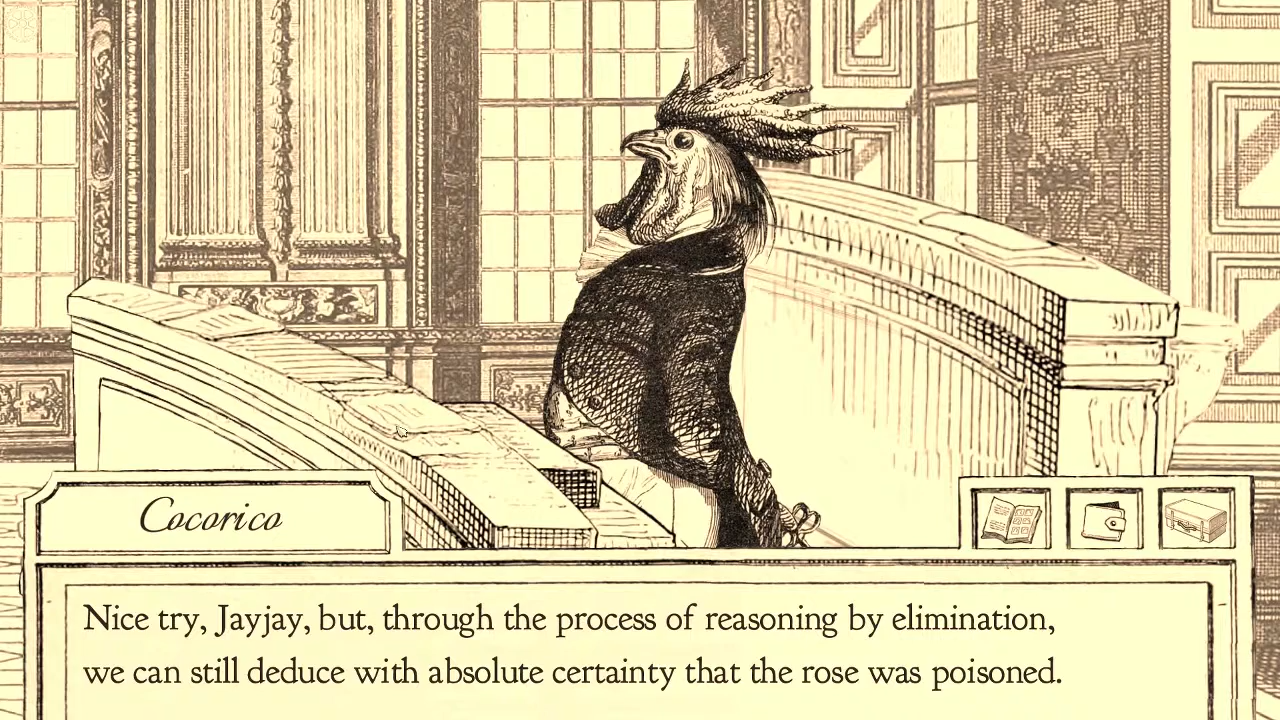 Cocorico
Nice try, Jayjay, but, through the process of reasoning by elimination,
we can still deduce with absolute certainty that the rose was poisoned.